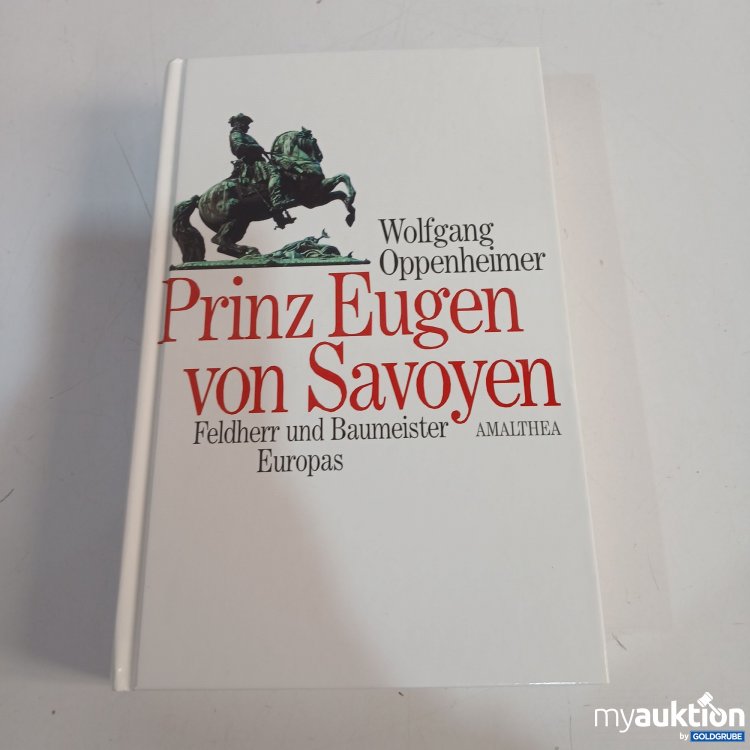 Wolfgang
Oppenheimer
Prinz Eugen
von Savoyen
Feldherr und Baumeister
AMALTHEA
Europas
myauktion
by GOLDGRUBE